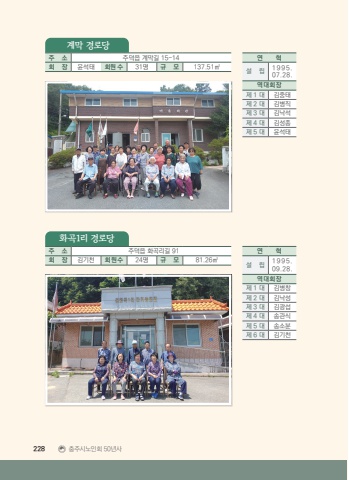 계막 경로당
주 소 주덕읍 계막길 15-14
회 장 윤석태 회원수 31명 규 모 137.51㎡
연 혁
설 립 1995.
07.28.
역대회장
제 1 대 김종태
제 2 대 김병직
제 3 대 김낙석
제 4 대 김성흠
제 5 대 윤석태
화곡1리 경로당
주 소 주덕읍 화곡리길 91
회 장 김기천 회원수 24명 규 모 81.26㎡
연 혁
설 립 1995.
09.28.
역대회장
제 1 대 김병창
제 2 대 김낙성
제 3 대 김광섭
제 4 대 송관식
제 5 대 송소분
제 6 대 김기천
228 충주시노인회 50년사